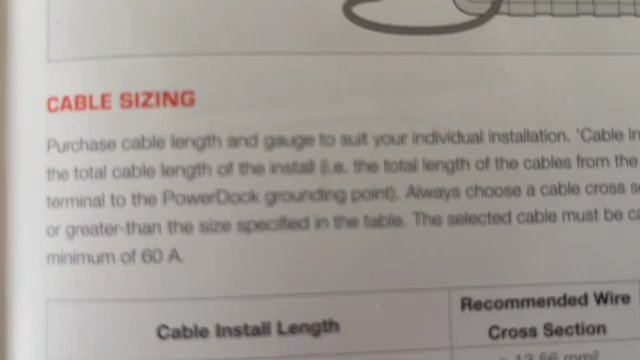 CABLE SIZING
Purchase cable length and gauge to suit your individual installation. 'Cable In
the total cable length of the install (i.e. the total length of the cables from the
terminal to the PowerDock grounding point). Always choose a cable cross s
or greater-than the size specified in the table. The selected cable must be ca
minimum of 60 A.
Recommended Wire
Cable Install Length
Cross Section